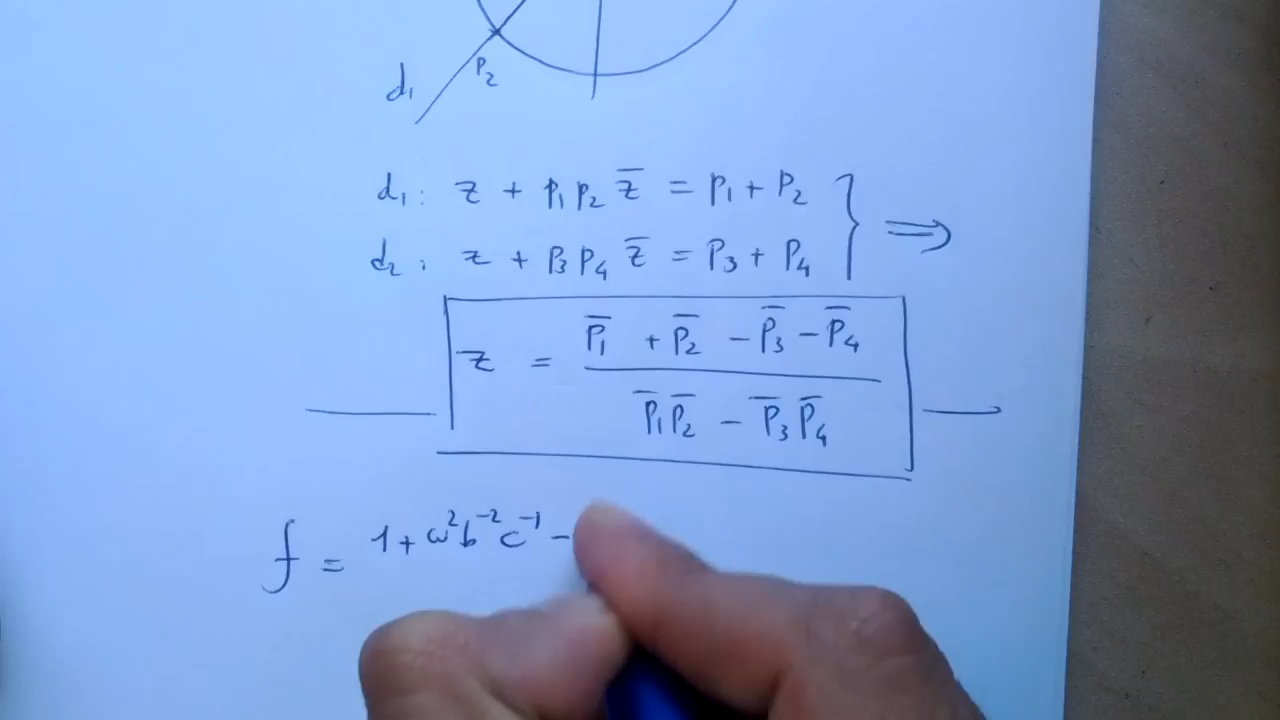 P₂
d₁
d₁: z + p₁p₂ z̅ = p₁ + p₂
d₂: z + p₃p₄ z̅ = p₃ + p₄ } ⟹
z = (p̅₁ + p̅₂ − p̅₃ − p̅₄) / (p̅₁p̅₂ − p̅₃p̅₄)
f = 1 + ω²b⁻²c⁻¹ −